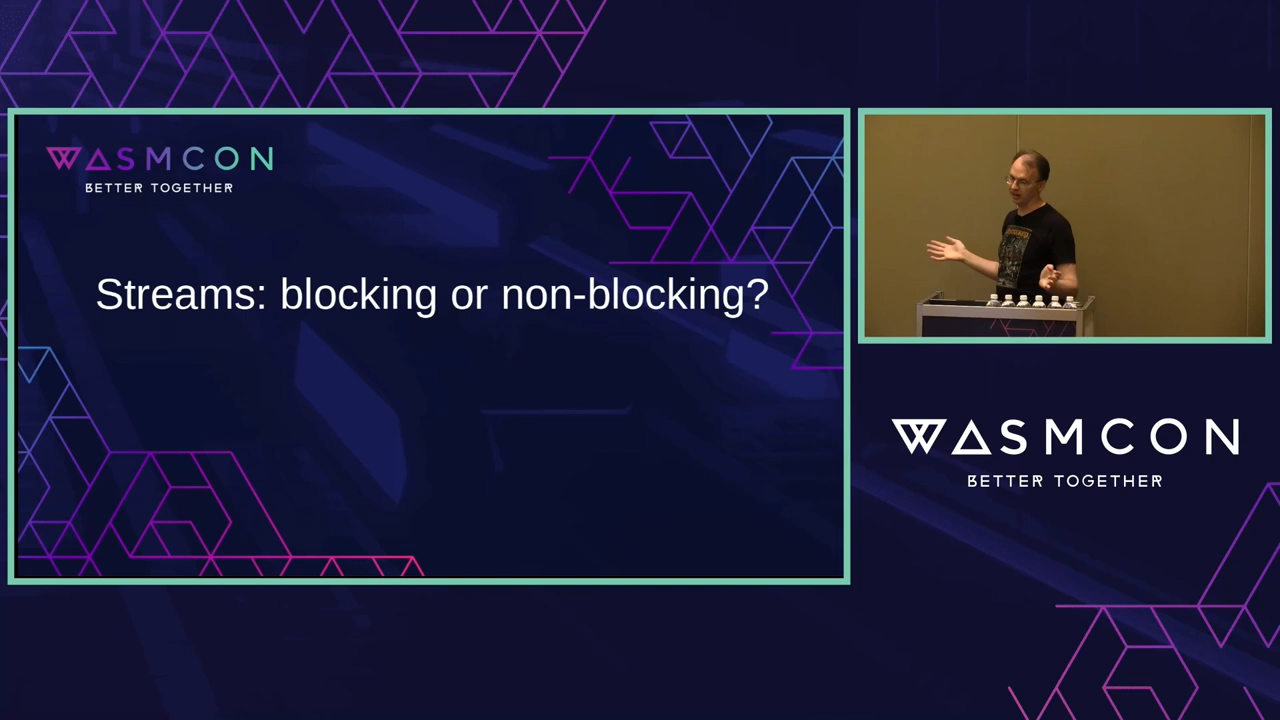 WASMCON
BETTER TOGETHER
Streams: blocking or non-blocking?
WASMCON
BETTER TOGETHER